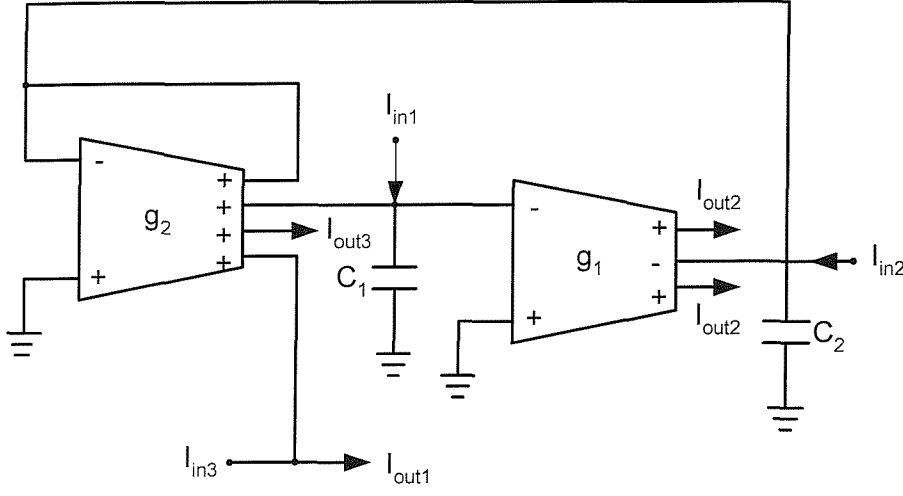 I_in1
-
+
+
+
+
+
g_2
I_out3
C_1
-
+
g_1
+
-
+
I_out2
I_out2
I_in2
C_2
I_in3
I_out1